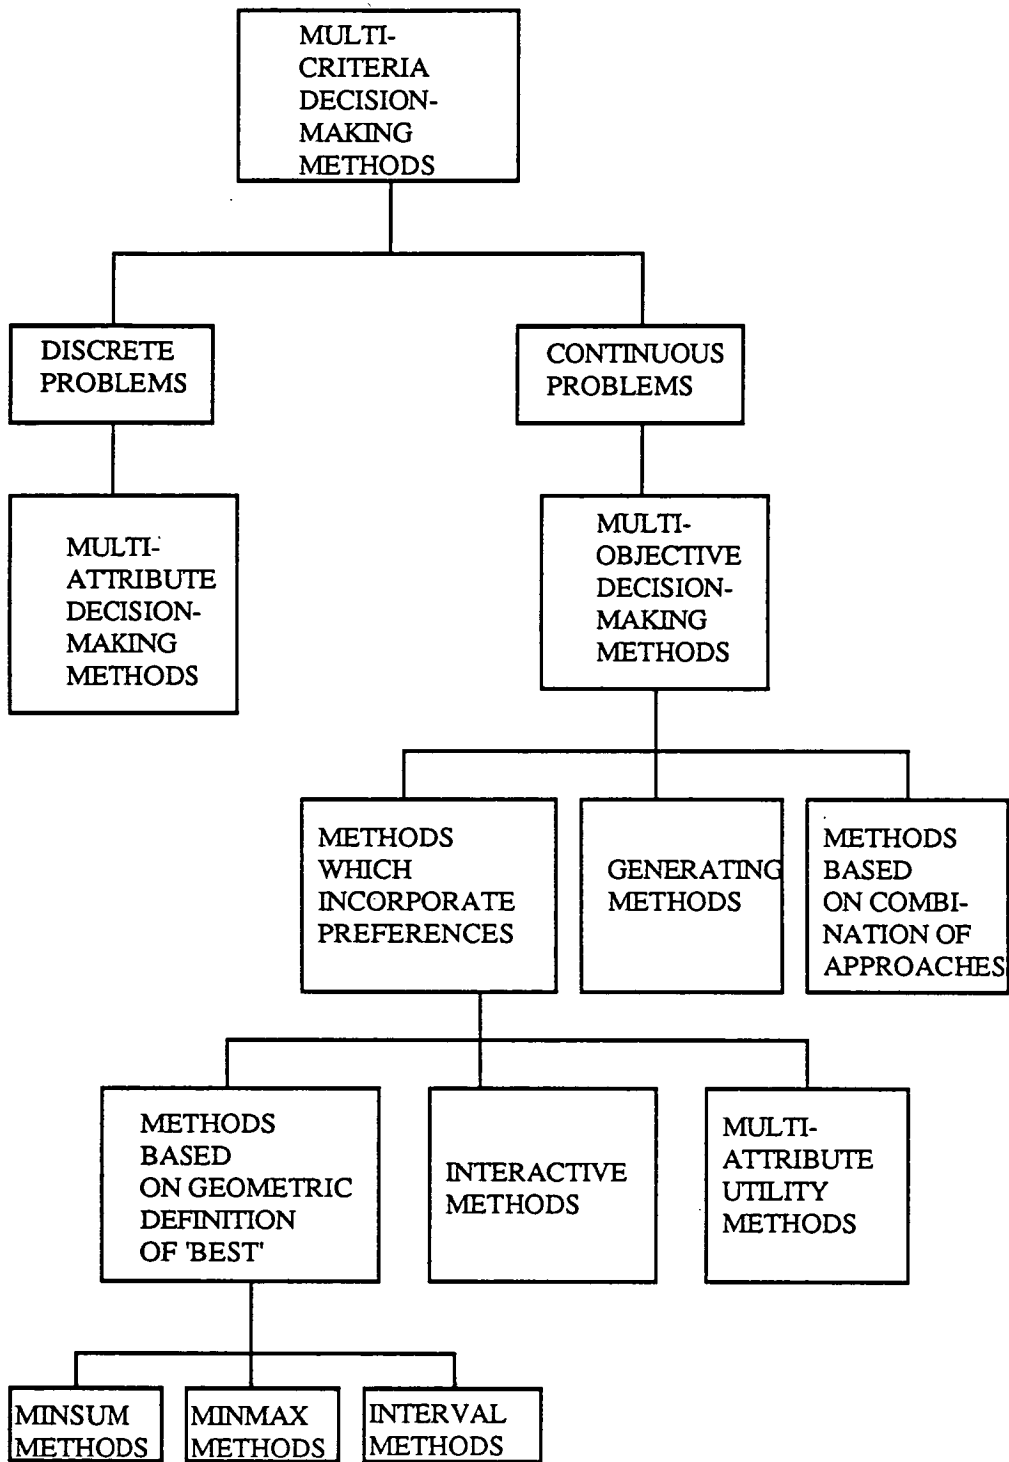 MULTI-
CRITERIA
DECISION-
MAKING
METHODS
DISCRETE
PROBLEMS
CONTINUOUS
PROBLEMS
MULTI-
ATTRIBUTE
DECISION-
MAKING
METHODS
MULTI-
OBJECTIVE
DECISION-
MAKING
METHODS
METHODS
WHICH
INCORPORATE
PREFERENCES
GENERATING
METHODS
METHODS
BASED
ON COMBI-
NATION OF
APPROACHES
METHODS
BASED
ON GEOMETRIC
DEFINITION
OF 'BEST'
INTERACTIVE
METHODS
MULTI-
ATTRIBUTE
UTILITY
METHODS
MINSUM
METHODS
MINMAX
METHODS
INTERVAL
METHODS